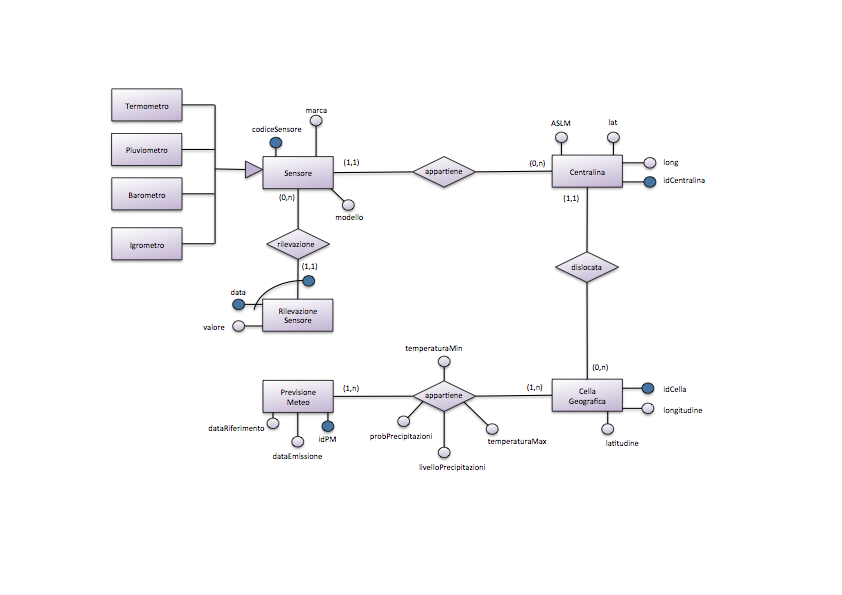 marca
Termometro
codiceSensore
ASLM
lat
Pluviometro
Sensore
(1,1)
appartiene
(0,n)
Centralina
long
idCentralina
Barometro
(0,n)
modello
(1,1)
Igrometro
rilevazione
(1,1)
dislocata
data
Rilevazione
Sensore
valore
temperaturaMin
(0,n)
Previsione
Meteo
(1,n)
appartiene
(1,n)
Cella
Geografica
idCella
longitudine
dataRiferimento
idPM
probPrecipitazioni
temperaturaMax
latitudine
dataEmissione
livelloPrecipitazioni